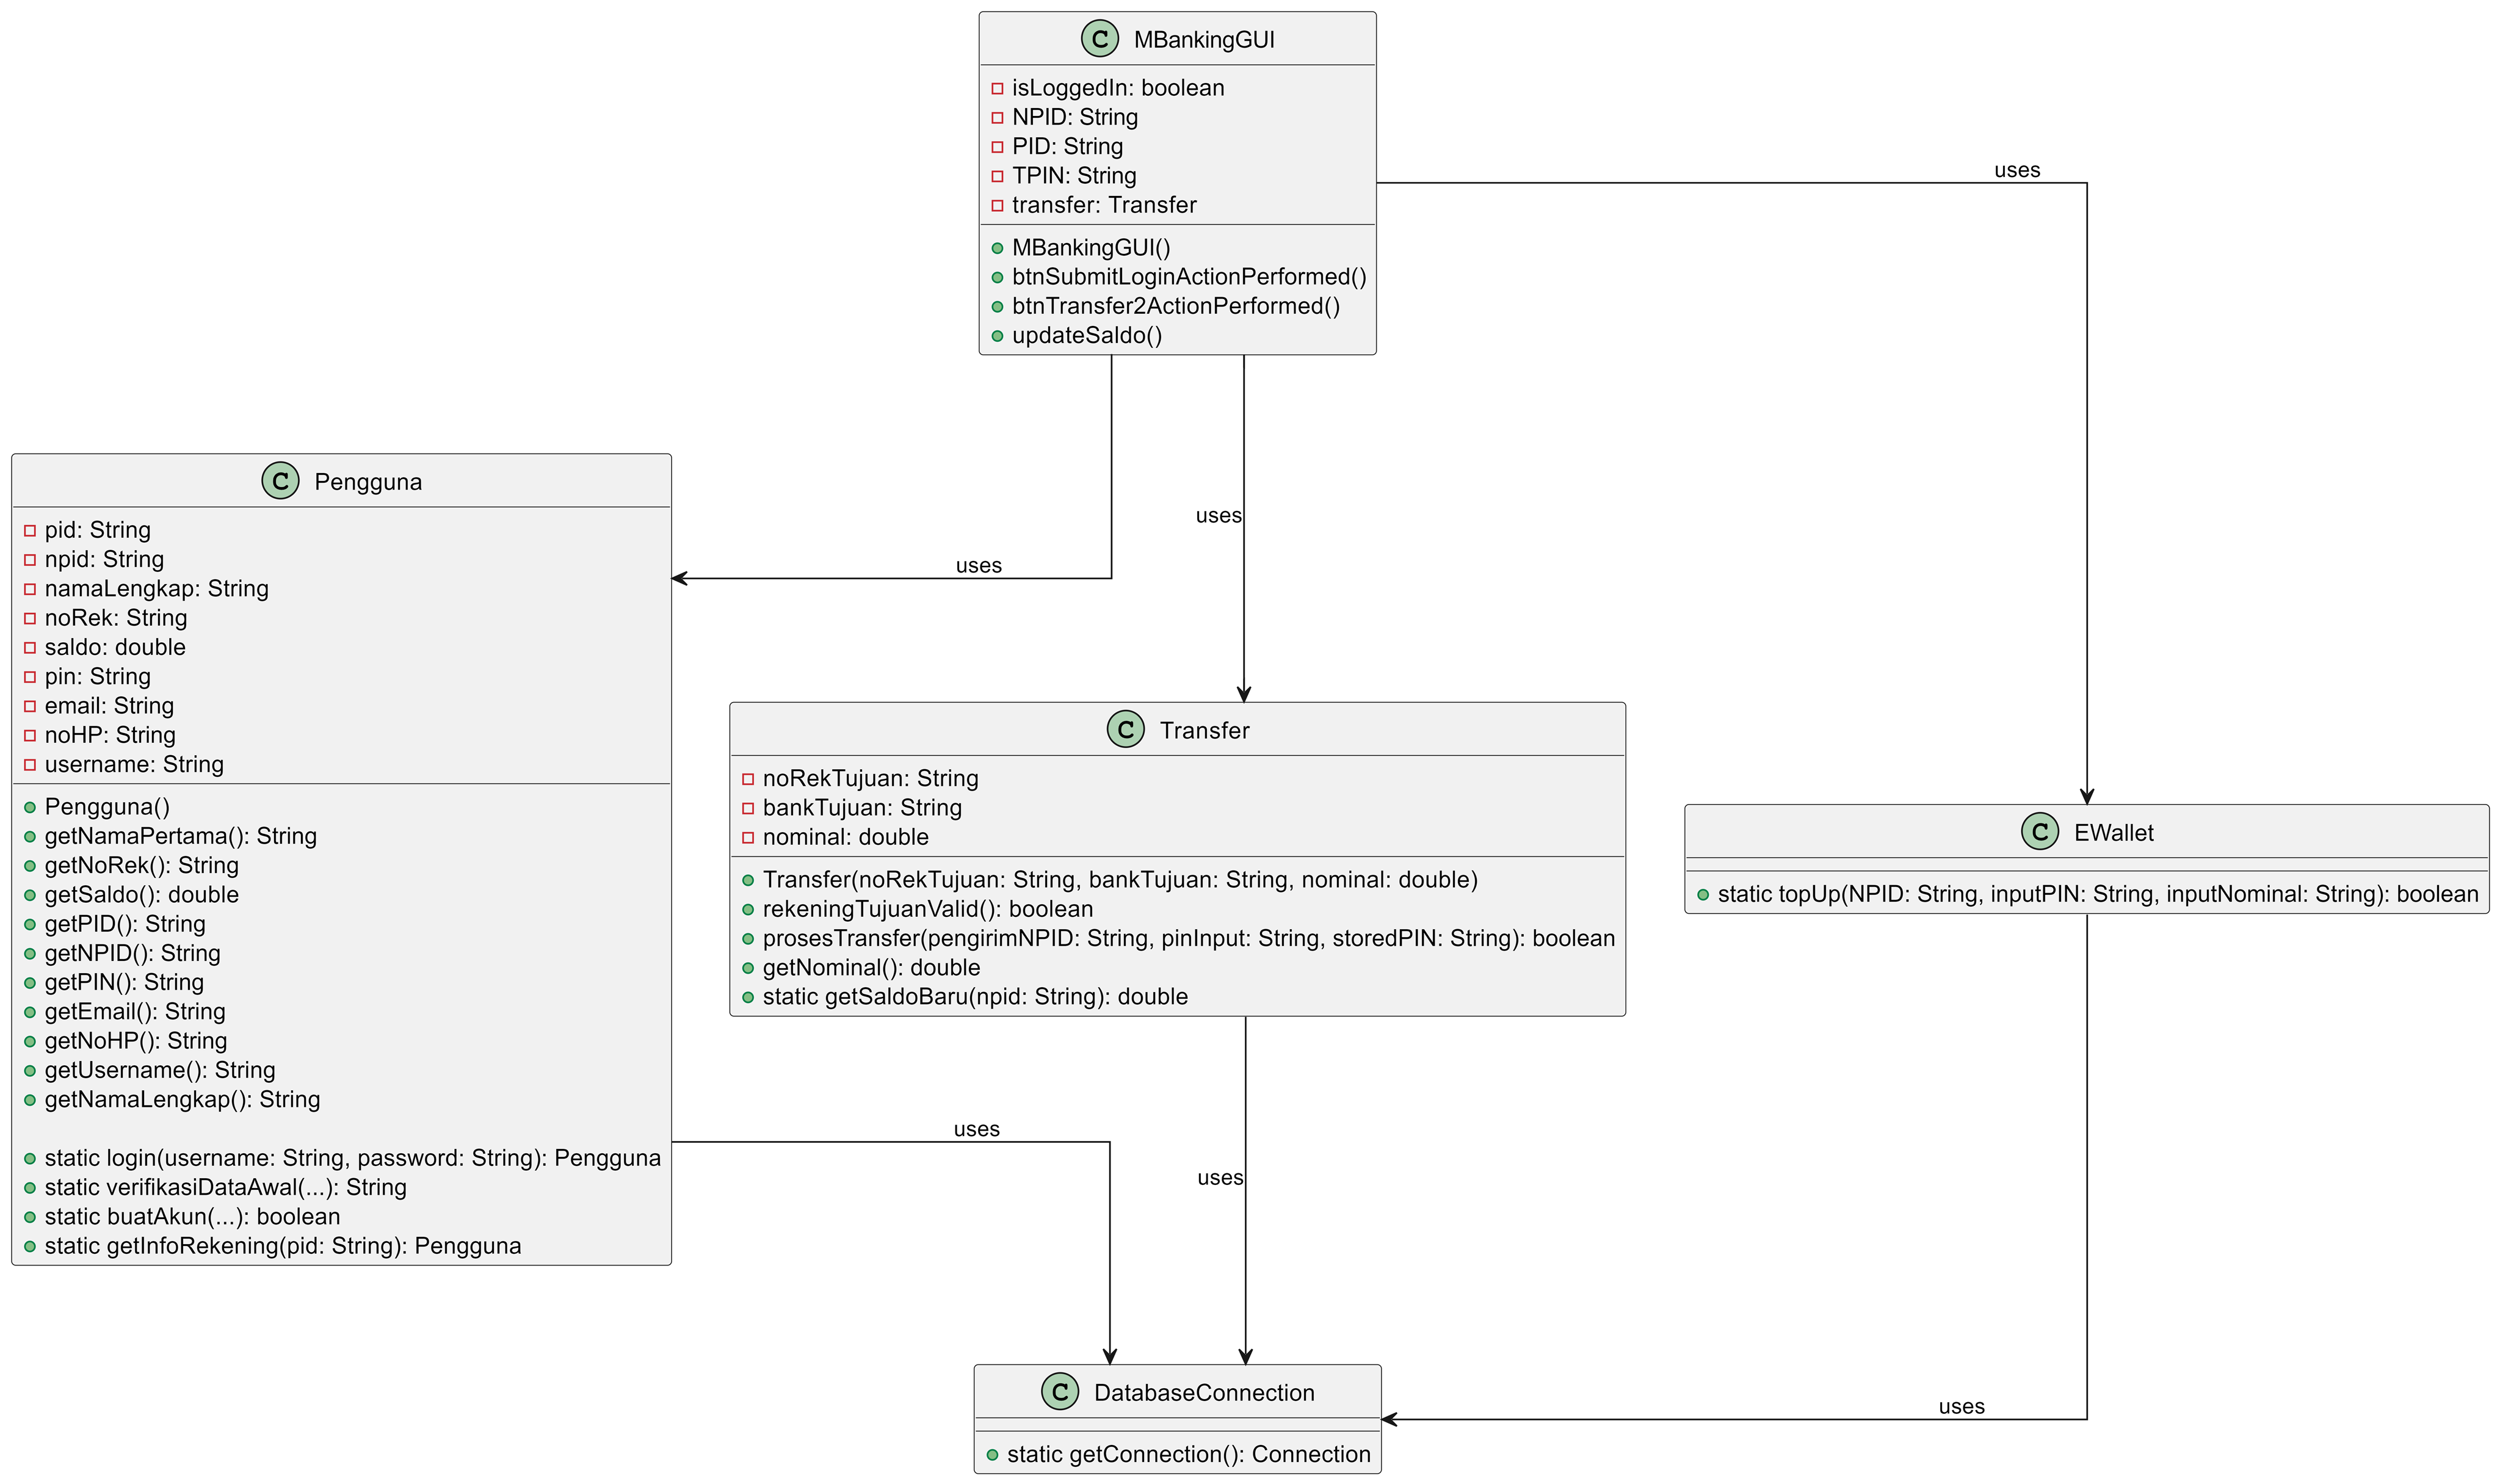 C MBankingGUI
isLoggedIn: boolean
NPID: String
PID: String
TPIN: String
transfer: Transfer
MBankingGUI()
btnSubmitLoginActionPerformed()
btnTransfer2ActionPerformed()
updateSaldo()
uses
uses
uses
C Pengguna
pid: String
npid: String
namaLengkap: String
noRek: String
saldo: double
pin: String
email: String
noHP: String
username: String
Pengguna()
getNamaPertama(): String
getNoRek(): String
getSaldo(): double
getPID(): String
getNPID(): String
getPIN(): String
getEmail(): String
getNoHP(): String
getUsername(): String
getNamaLengkap(): String
static login(username: String, password: String): Pengguna
static verifikasiDataAwal(...): String
static buatAkun(...): boolean
static getInfoRekening(pid: String): Pengguna
C Transfer
noRekTujuan: String
bankTujuan: String
nominal: double
Transfer(noRekTujuan: String, bankTujuan: String, nominal: double)
rekeningTujuanValid(): boolean
prosesTransfer(pengirimNPID: String, pinInput: String, storedPIN: String): boolean
getNominal(): double
static getSaldoBaru(npid: String): double
C EWallet
static topUp(NPID: String, inputPIN: String, inputNominal: String): boolean
uses
uses
uses
C DatabaseConnection
static getConnection(): Connection